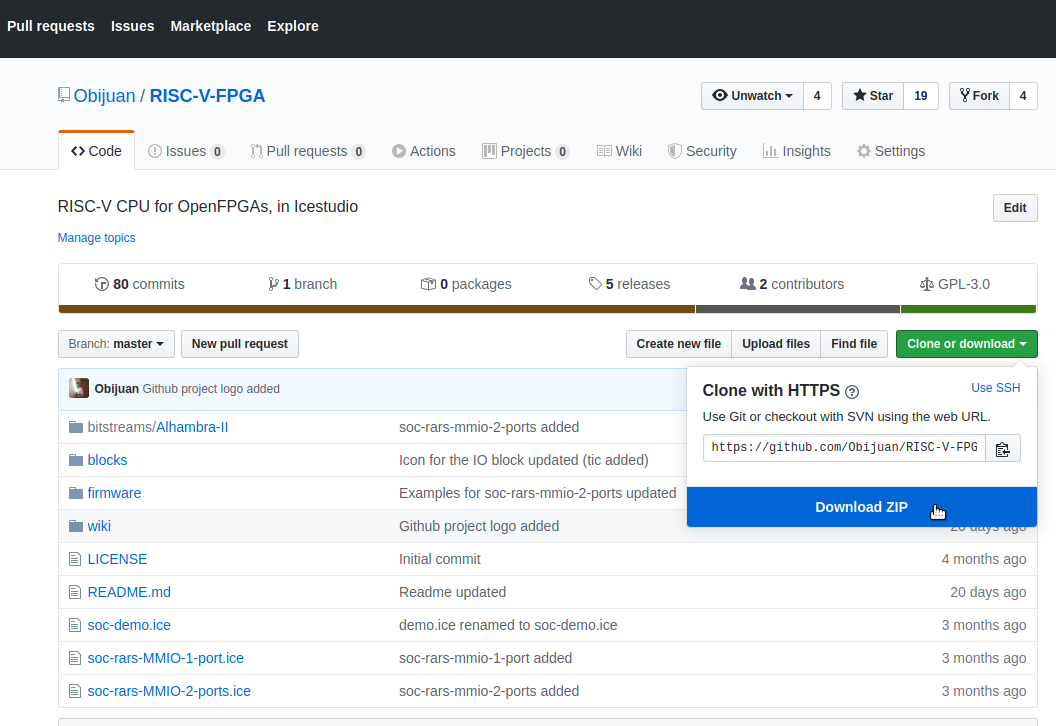 Pull requests Issues Marketplace Explore
Obijuan / RISC-V-FPGA
Unwatch 4 Star 19 Fork 4
Code Issues 0 Pull requests 0 Actions Projects 0 Wiki Security Insights Settings
RISC-V CPU for OpenFPGAs, in Icestudio Edit
Manage topics
80 commits 1 branch 0 packages 5 releases 2 contributors GPL-3.0
Branch: master New pull request Create new file Upload files Find file Clone or download
Obijuan Github project logo added
Clone with HTTPS ? Use SSH
Use Git or checkout with SVN using the web URL.
https://github.com/Obijuan/RISC-V-FPG
Download ZIP
bitstreams/Alhambra-II soc-rars-mmio-2-ports added
blocks Icon for the IO block updated (tic added)
firmware Examples for soc-rars-mmio-2-ports updated
wiki Github project logo added 20 days ago
LICENSE Initial commit 4 months ago
README.md Readme updated 20 days ago
soc-demo.ice demo.ice renamed to soc-demo.ice 3 months ago
soc-rars-MMIO-1-port.ice soc-rars-mmio-1-port added 3 months ago
soc-rars-MMIO-2-ports.ice soc-rars-mmio-2-ports added 3 months ago